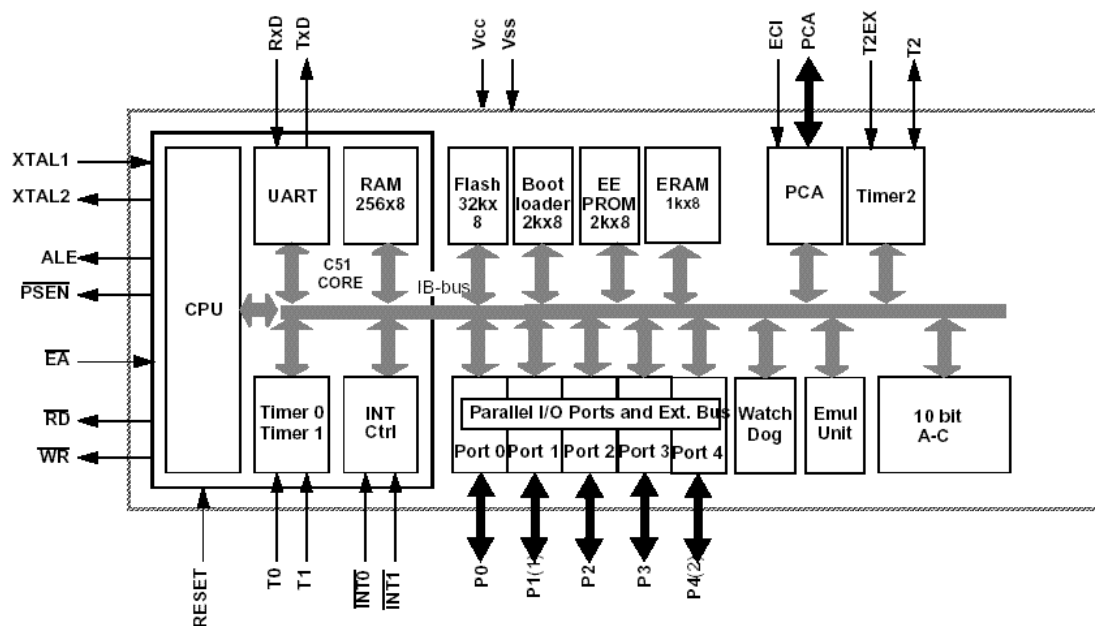 RxD
TxD
Vcc
Vss
ECI
PCA
T2EX
T2
XTAL1
XTAL2
ALE
PSEN
EA
RD
WR
CPU
UART
RAM
256x8
C51
CORE
IB-bus
Flash
32kx
8
Boot
loader
2kx8
EE
PROM
2kx8
ERAM
1kx8
PCA
Timer2
Timer 0
Timer 1
INT
Ctrl
Parallel I/O Ports and Ext. Bus
Port 0
Port 1
Port 2
Port 3
Port 4
Watch
Dog
Emul
Unit
10 bit
A-C
RESET
T0
T1
INT0
INT1
P0
P1(1)
P2
P3
P4(2)